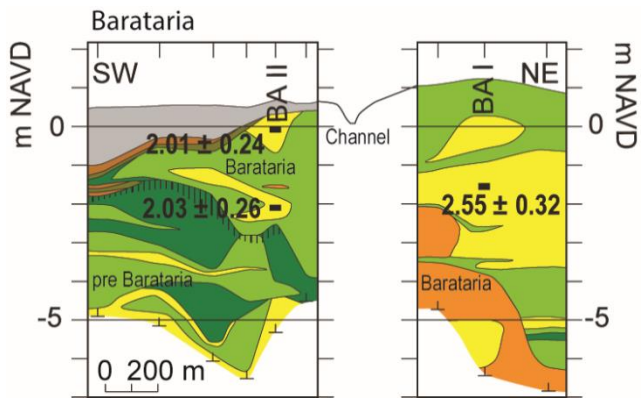 Barataria
m NAVD
SW
BA II
0
2.01 ± 0.24
Barataria
2.03 ± 0.26
pre Barataria
-5
0 200 m
Channel
NE
BA I
m NAVD
0
2.55 ± 0.32
Barataria
-5